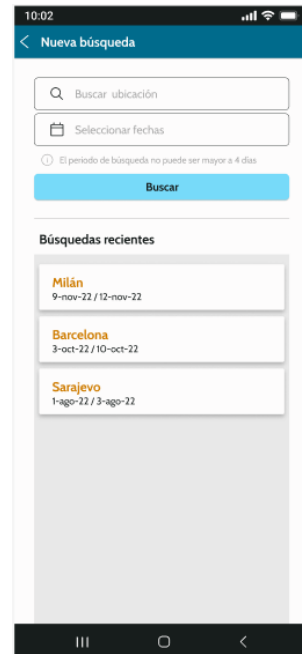 10:02
Nueva búsqueda
Buscar ubicación
Seleccionar fechas
El periodo de búsqueda no puede ser mayor a 4 días
Buscar
Búsquedas recientes
Milán
9-nov-22 / 12-nov-22
Barcelona
3-oct-22 / 10-oct-22
Sarajevo
1-ago-22 / 3-ago-22